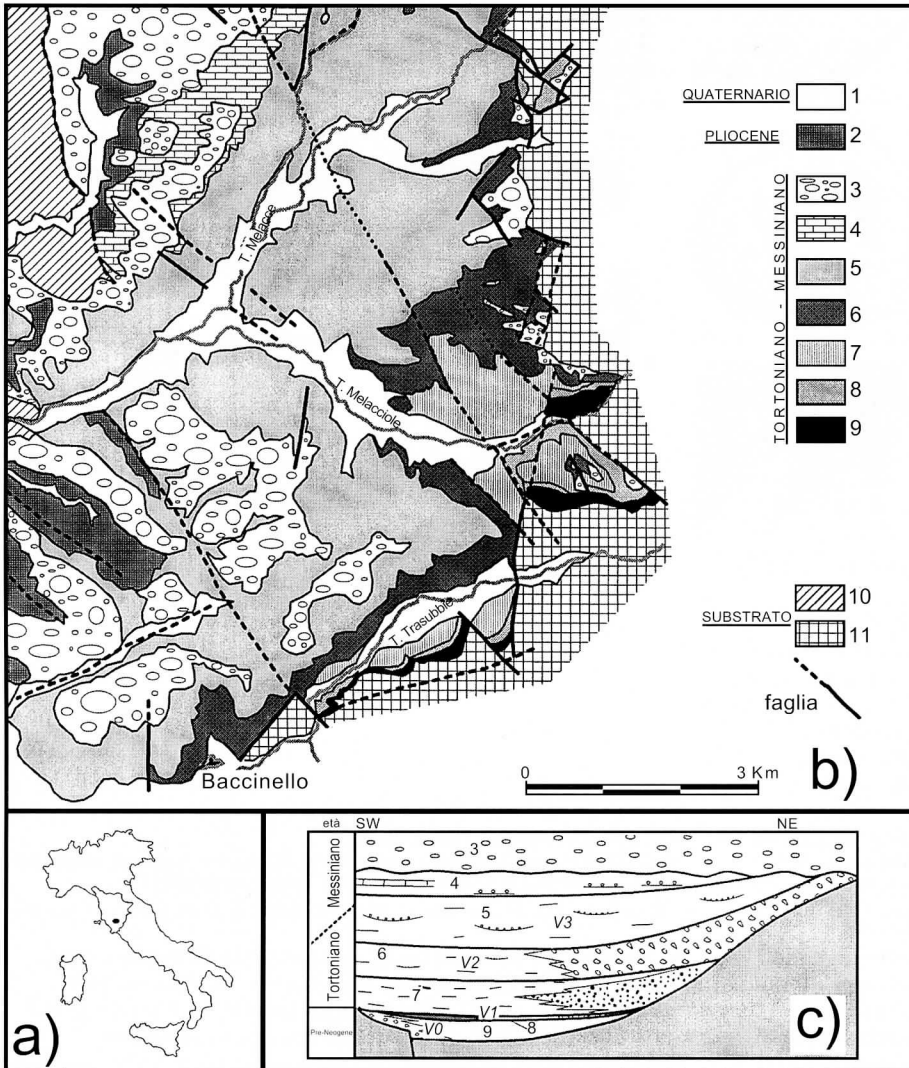 QUATERNARIO 1
PLIOCENE 2
3
4
5
6
7
8
9
TORTONIANO - MESSINIANO
10
SUBSTRATO
11
faglia
T. Melacce
T. Melacciole
T. Trasubbie
Baccinello
0 3 Km
b)
a)
età SW NE
Messiniano
Tortoniano
Pre-Neogene
3
4
5
V3
6
V2
7
V1
V0 9 8
c)